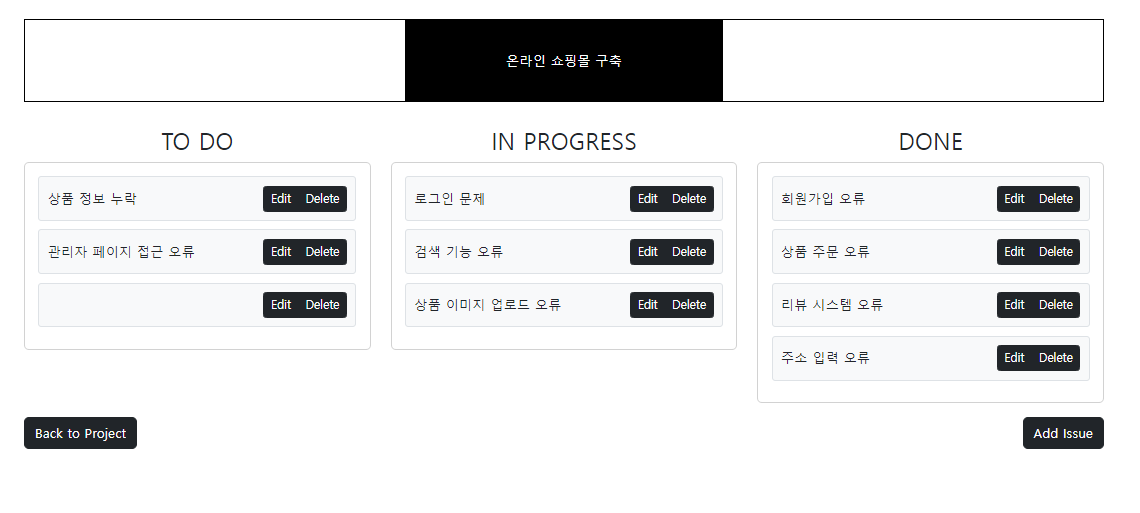 온라인 쇼핑몰 구축
TO DO
상품 정보 누락 Edit Delete
관리자 페이지 접근 오류 Edit Delete
Edit Delete
IN PROGRESS
로그인 문제 Edit Delete
검색 기능 오류 Edit Delete
상품 이미지 업로드 오류 Edit Delete
DONE
회원가입 오류 Edit Delete
상품 주문 오류 Edit Delete
리뷰 시스템 오류 Edit Delete
주소 입력 오류 Edit Delete
Back to Project
Add Issue